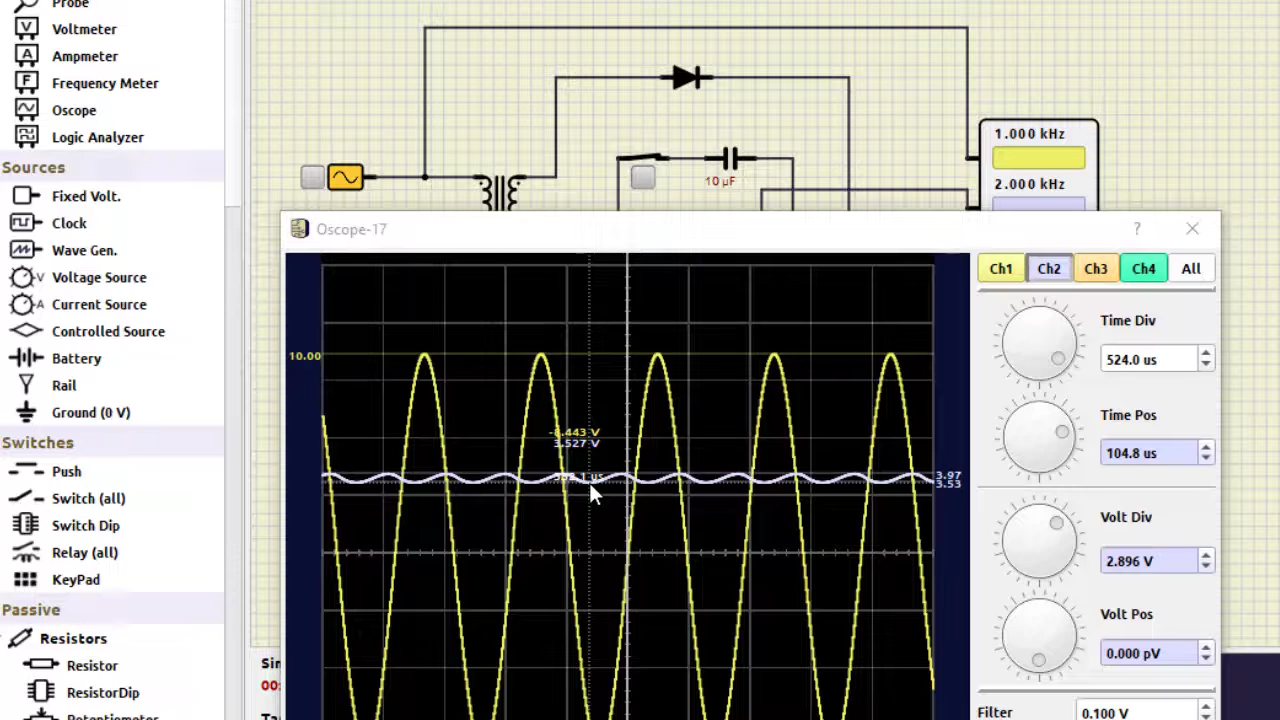 Probe
Voltmeter
Ampmeter
Frequency Meter
Oscope
Logic Analyzer
Sources
Fixed Volt.
Clock
Wave Gen.
Voltage Source
Current Source
Controlled Source
Battery
Rail
Ground (0 V)
Switches
Push
Switch (all)
Switch Dip
Relay (all)
KeyPad
Passive
Resistors
Resistor
ResistorDip
Potentiometer
10 µF
1.000 kHz
2.000 kHz
Oscope-17
?
10.00
-8.443 V
3.527 V
3.97
3.53
Ch1 Ch2 Ch3 Ch4 All
Time Div
524.0 us
Time Pos
104.8 us
Volt Div
2.896 V
Volt Pos
0.000 pV
Filter
0.100 V